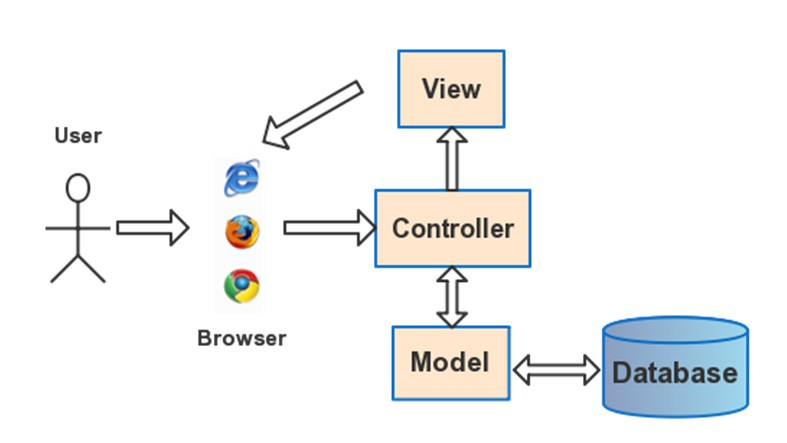 View
User
Controller
Browser
Model
Database